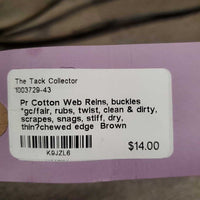 The Tack Collector
1003729-43
Pr Cotton Web Reins, buckles
*gc/fair, rubs, twist, clean & dirty,
scrapes, snags, stiff, dry,
thin?chewed edge Brown
$14.00
K9JZL6